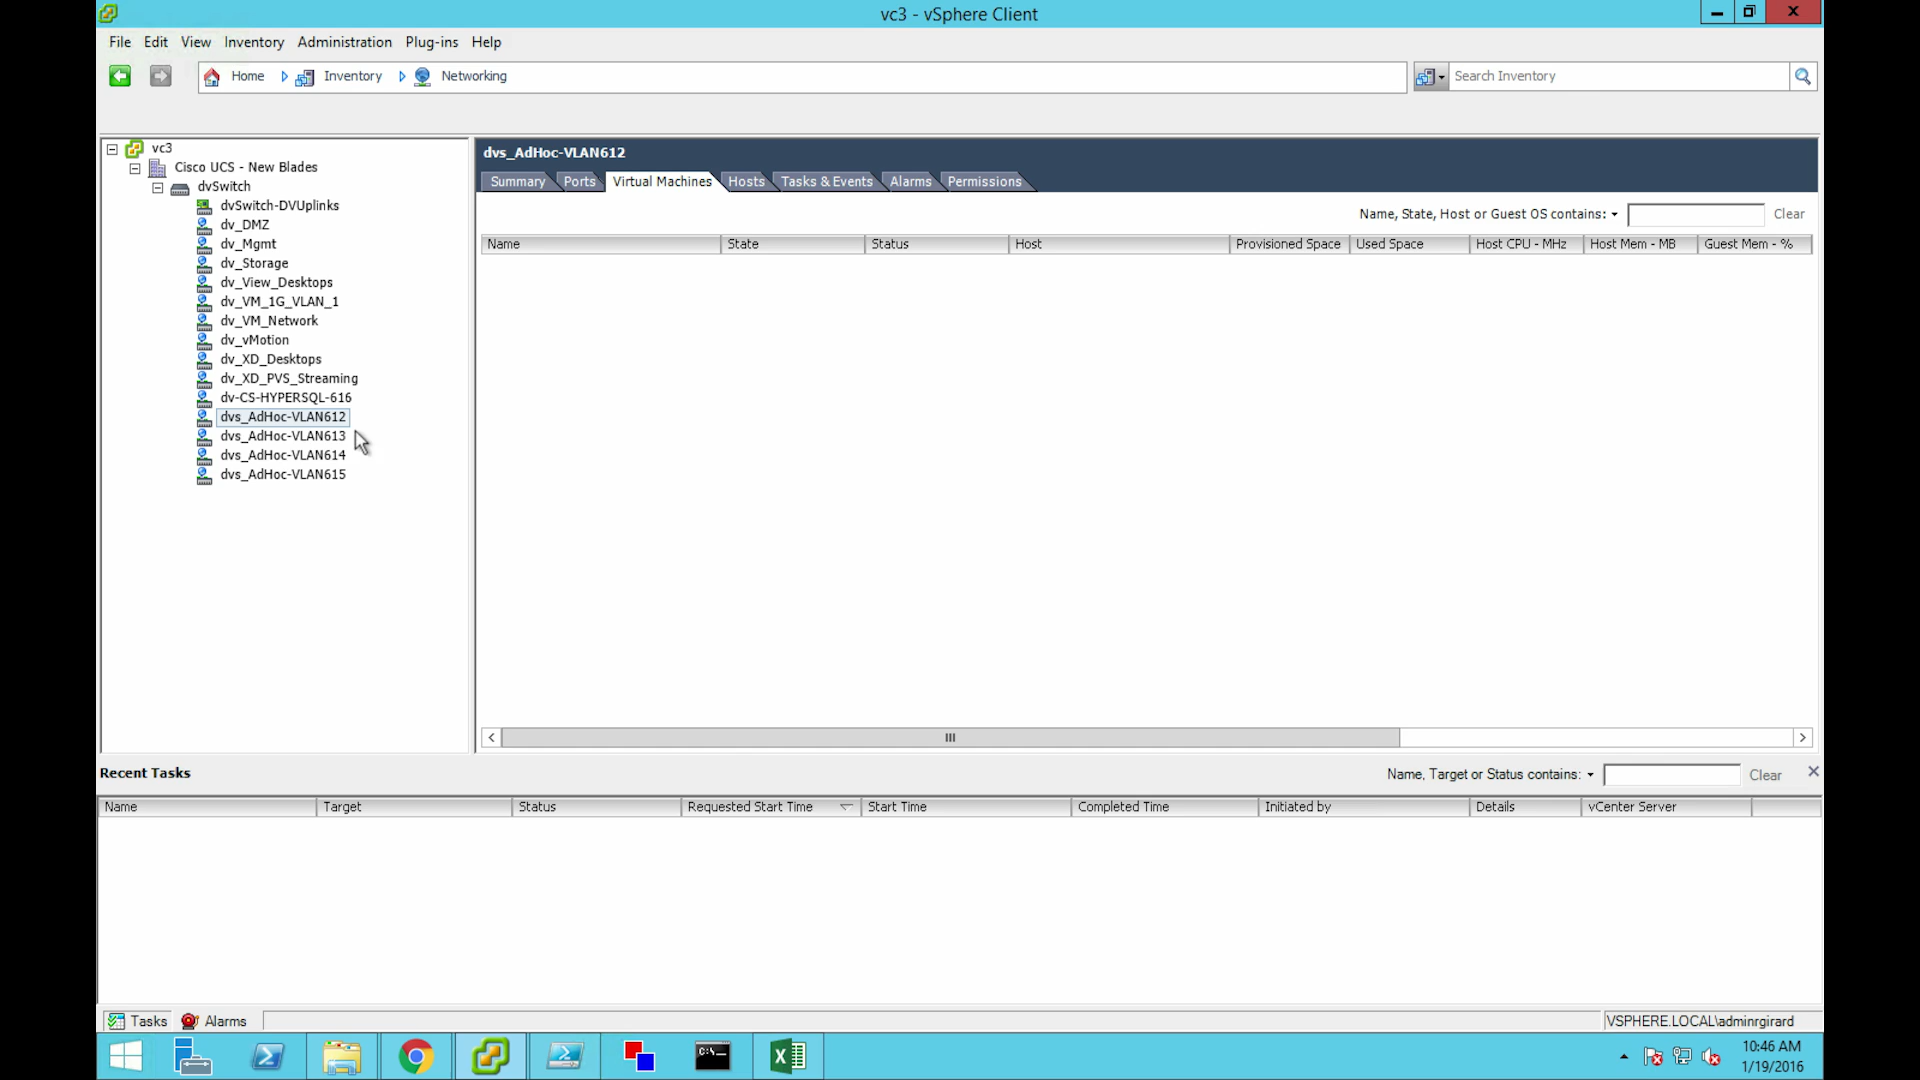 vc3 - vSphere Client
File Edit View Inventory Administration Plug-ins Help
Home Inventory Networking
Search Inventory
vc3
Cisco UCS - New Blades
dvSwitch
dvSwitch-DVUplinks
dv_DMZ
dv_Mgmt
dv_Storage
dv_View_Desktops
dv_VM_1G_VLAN_1
dv_VM_Network
dv_vMotion
dv_XD_Desktops
dv_XD_PVS_Streaming
dv-CS-HYPERSQL-616
dvs_AdHoc-VLAN612
dvs_AdHoc-VLAN613
dvs_AdHoc-VLAN614
dvs_AdHoc-VLAN615
dvs_AdHoc-VLAN612
Summary Ports Virtual Machines Hosts Tasks & Events Alarms Permissions
Name, State, Host or Guest OS contains: Clear
Name State Status Host Provisioned Space Used Space Host CPU - MHz Host Mem - MB Guest Mem - %
Recent Tasks
Name, Target or Status contains: Clear
Name Target Status Requested Start Time Start Time Completed Time Initiated by Details vCenter Server
Tasks Alarms
VSPHERE.LOCAL\adminrgirard
C:\.
10:46 AM
1/19/2016